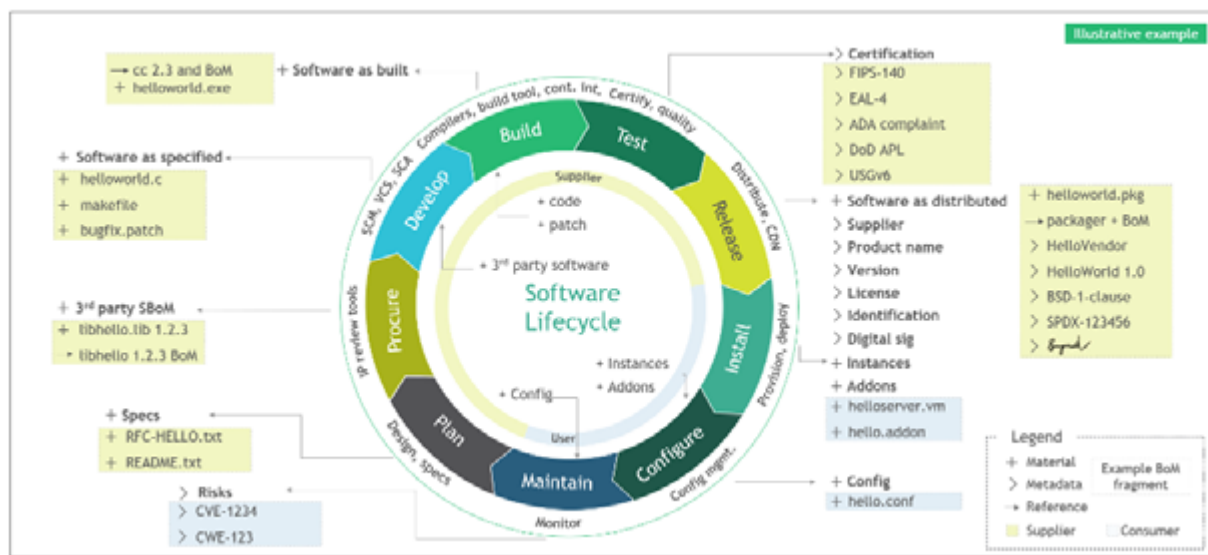 Illustrative example
→ cc 2.3 and BoM
+ helloworld.exe
+ Software as built
+ Software as specified
+ helloworld.c
+ makefile
+ bugfix.patch
+ 3rd party SBoM
+ libhello.lib 1.2.3
→ libhello 1.2.3 BoM
+ Specs
+ RFC-HELLO.txt
+ README.txt
> Risks
> CVE-1234
> CWE-123
Compilers, build tool, cont. Int.
Certify, quality
Distribute, CDN
Provision, deploy
Config mgmt.
Monitor
Design, specs
IP review tools
SCM, VCS, SCA
Build
Test
Release
Install
Configure
Maintain
Plan
Procure
Develop
Supplier
+ code
+ patch
+ 3rd party software
Software
Lifecycle
+ Instances
+ Addons
+ Config
User
> Certification
> FIPS-140
> EAL-4
> ADA complaint
> DoD APL
> USGv6
+ Software as distributed
> Supplier
> Product name
> Version
> License
> Identification
> Digital sig
+ Instances
+ Addons
+ helloserver.vm
+ hello.addon
+ Config
+ hello.conf
+ helloworld.pkg
→ packager + BoM
> HelloVendor
> HelloWorld 1.0
> BSD-1-clause
> SPDX-123456
> Signed
Legend
+ Material
> Metadata
→ Reference
Supplier
Example BoM
fragment
Consumer